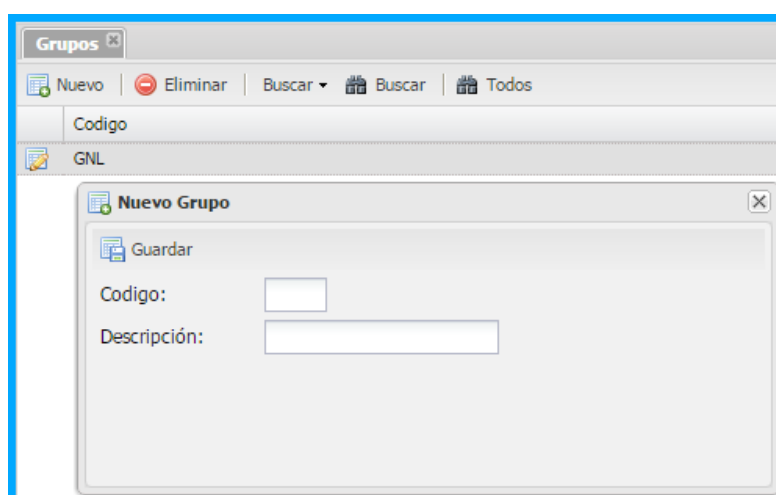 Grupos
Nuevo Eliminar Buscar Buscar Todos
Codigo
GNL
Nuevo Grupo
Guardar
Codigo:
Descripción: